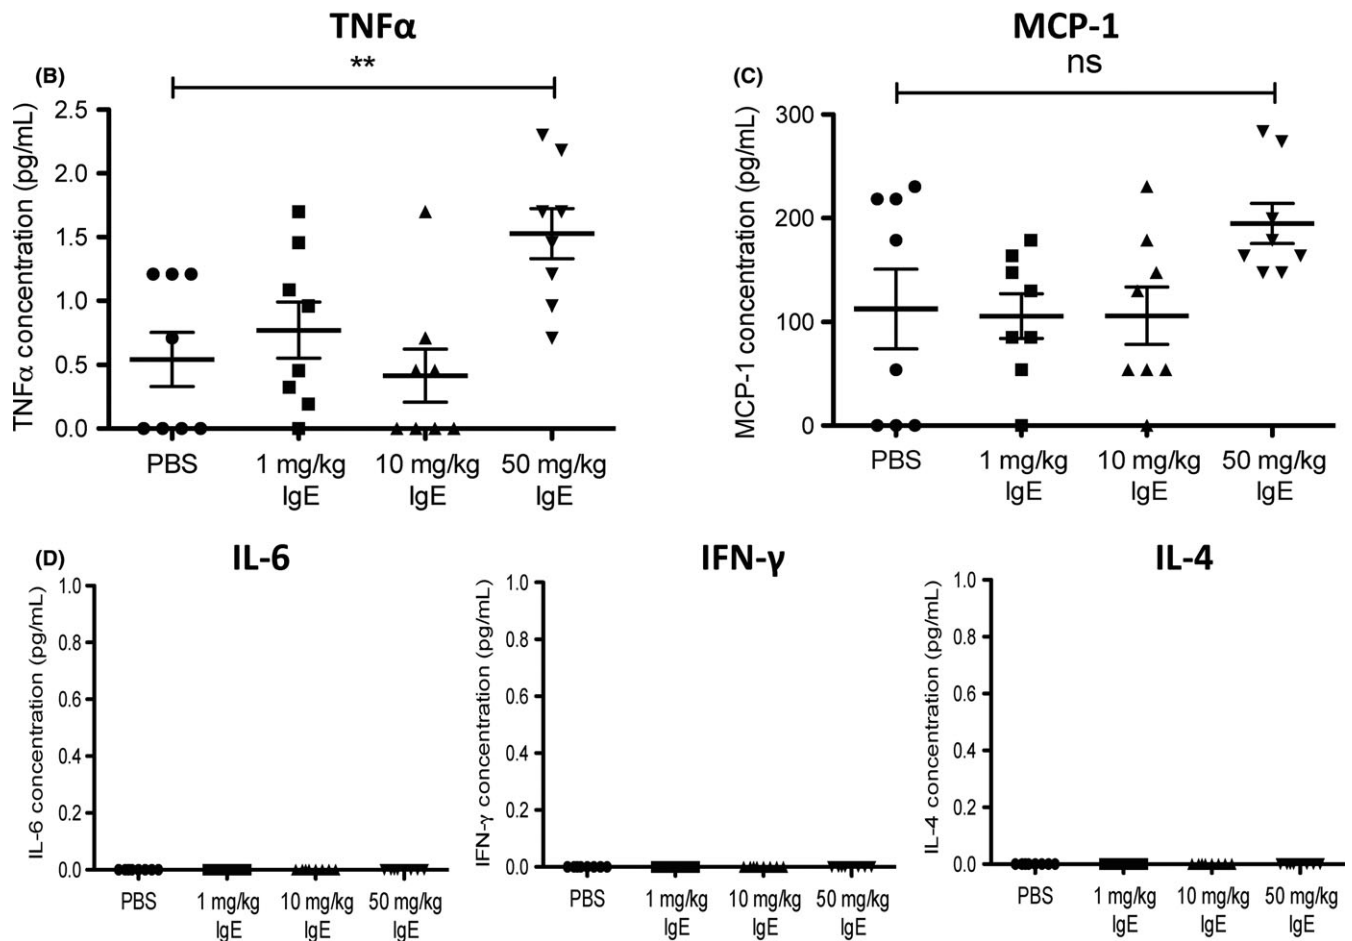 TNFα
(B)
**
TNFα concentration (pg/mL)
2.5
2.0
1.5
1.0
0.5
0.0
PBS
1 mg/kg
IgE
10 mg/kg
IgE
50 mg/kg
IgE
MCP-1
(C)
ns
MCP-1 concentration (pg/mL)
300
200
100
0
PBS
1 mg/kg
IgE
10 mg/kg
IgE
50 mg/kg
IgE
(D)
IL-6
IL-6 concentration (pg/mL)
1.0
0.8
0.6
0.4
0.2
0.0
PBS
1 mg/kg
IgE
10 mg/kg
IgE
50 mg/kg
IgE
IFN-γ
IFN-γ concentration (pg/mL)
1.0
0.8
0.6
0.4
0.2
0.0
PBS
1 mg/kg
IgE
10 mg/kg
IgE
50 mg/kg
IgE
IL-4
IL-4 concentration (pg/mL)
1.0
0.8
0.6
0.4
0.2
0.0
PBS
1 mg/kg
IgE
10 mg/kg
IgE
50 mg/kg
IgE